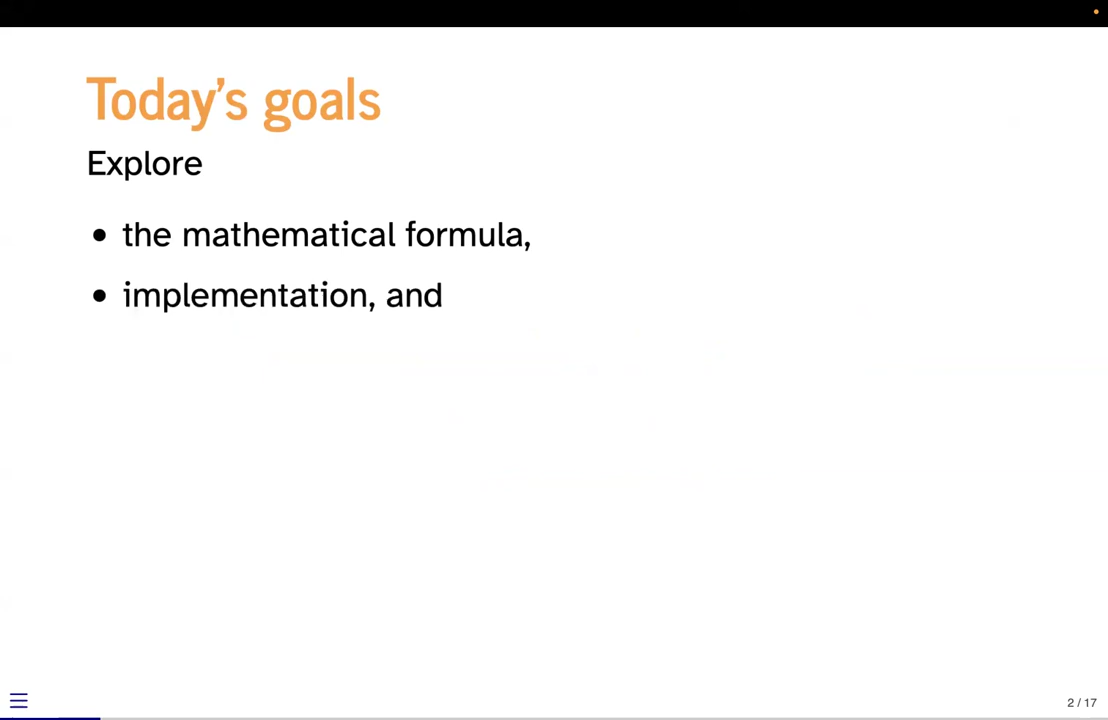 Today’s goals
Explore
• the mathematical formula,
• implementation, and
2 / 17